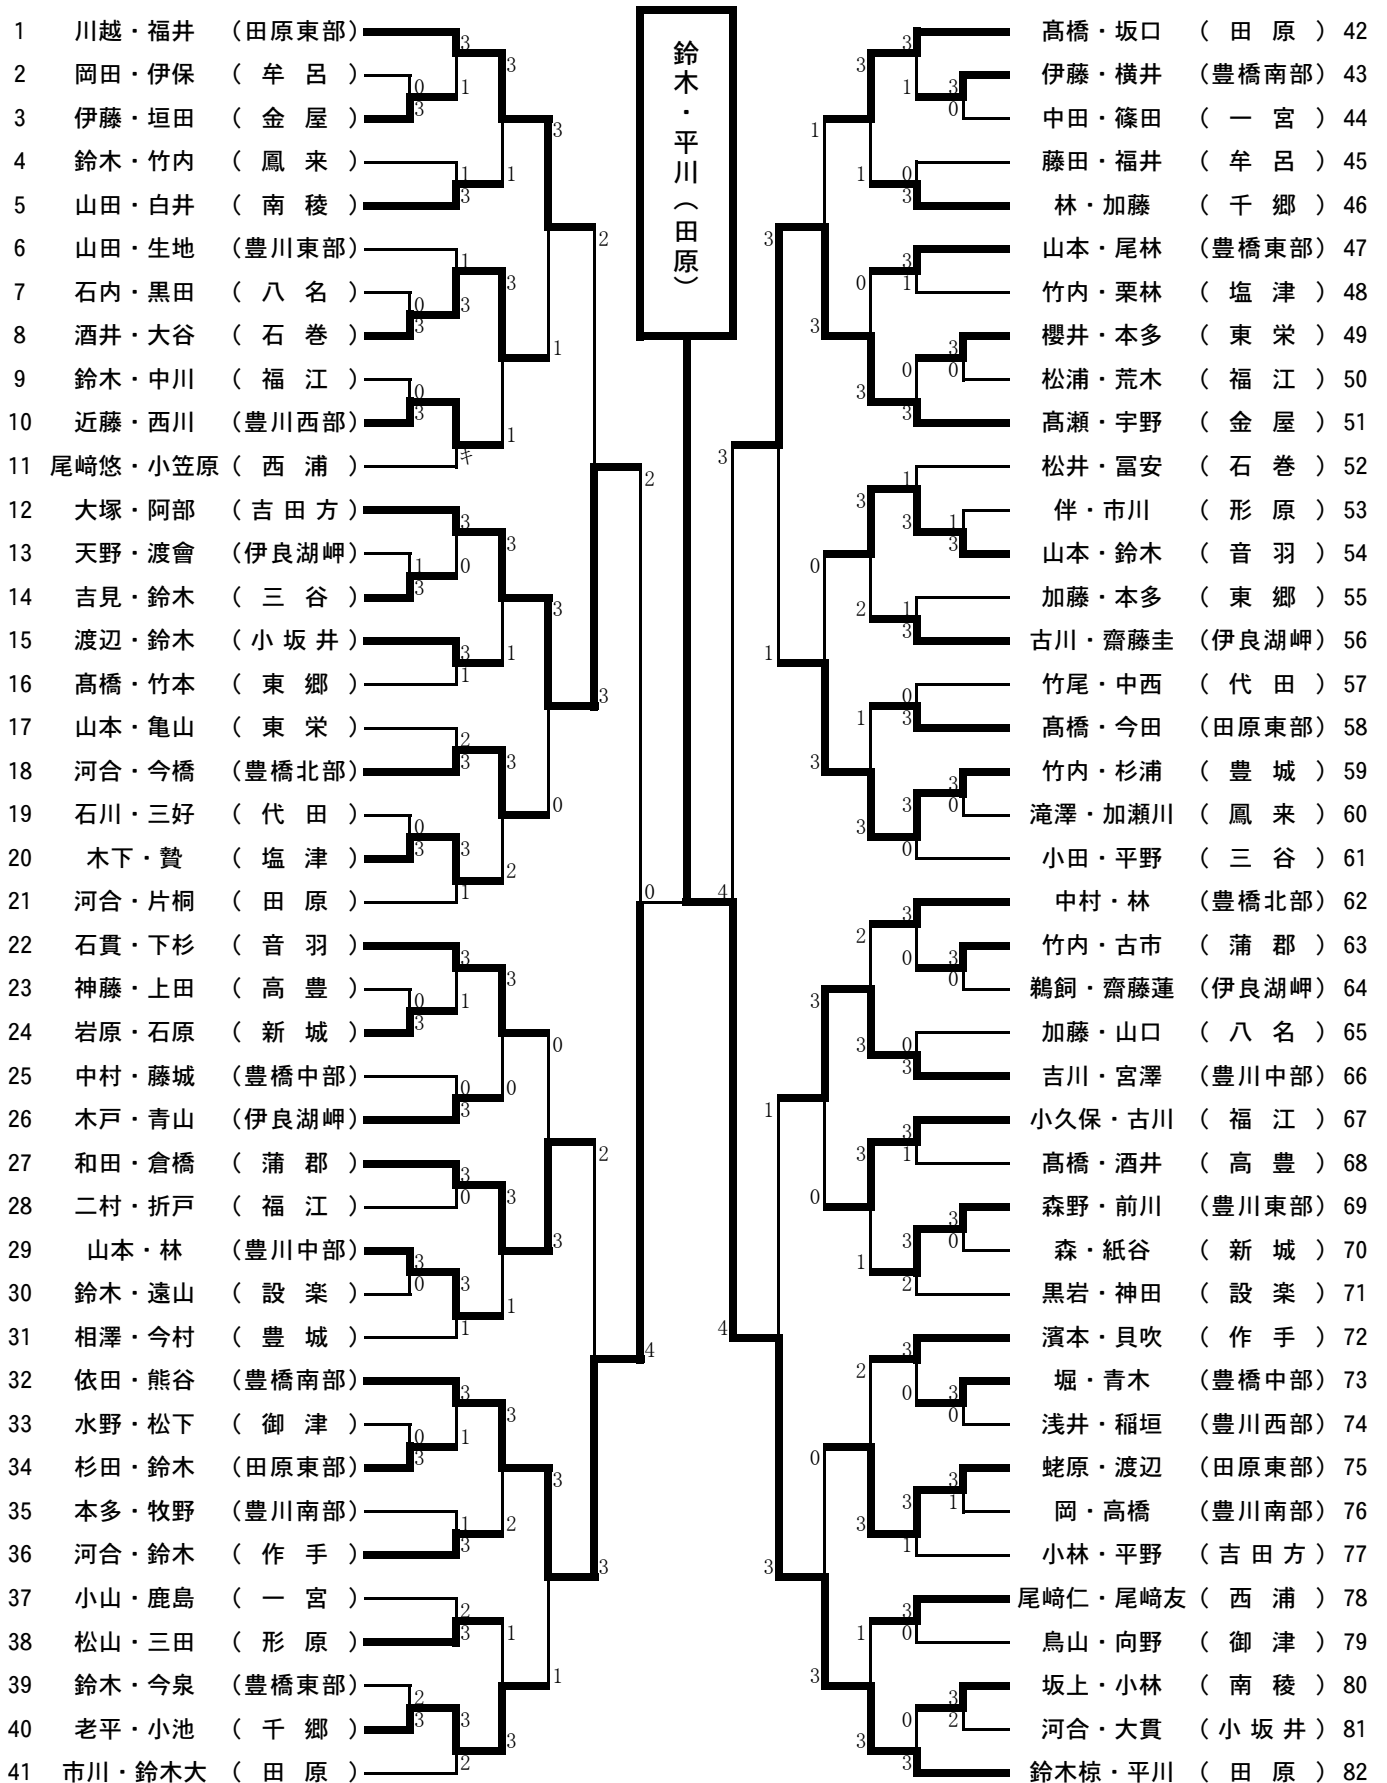 鈴木・平川（田原）
1 川越・福井 （田原東部）
2 岡田・伊保 （ 牟 呂 ）
3 伊藤・垣田 （ 金 屋 ）
4 鈴木・竹内 （ 鳳 来 ）
5 山田・白井 （ 南 稜 ）
6 山田・生地 （豊川東部）
7 石内・黒田 （ 八 名 ）
8 酒井・大谷 （ 石 巻 ）
9 鈴木・中川 （ 福 江 ）
10 近藤・西川 （豊川西部）
11 尾﨑悠・小笠原 （ 西 浦 ）
12 大塚・阿部 （ 吉 田 方 ）
13 天野・渡會 （伊良湖岬）
14 吉見・鈴木 （ 三 谷 ）
15 渡辺・鈴木 （ 小 坂 井 ）
16 髙橋・竹本 （ 東 郷 ）
17 山本・亀山 （ 東 栄 ）
18 河合・今橋 （豊橋北部）
19 石川・三好 （ 代 田 ）
20 木下・贄 （ 塩 津 ）
21 河合・片桐 （ 田 原 ）
22 石貫・下杉 （ 音 羽 ）
23 神藤・上田 （ 高 豊 ）
24 岩原・石原 （ 新 城 ）
25 中村・藤城 （豊橋中部）
26 木戸・青山 （伊良湖岬）
27 和田・倉橋 （ 蒲 郡 ）
28 二村・折戸 （ 福 江 ）
29 山本・林 （豊川中部）
30 鈴木・遠山 （ 設 楽 ）
31 相澤・今村 （ 豊 城 ）
32 依田・熊谷 （豊橋南部）
33 水野・松下 （ 御 津 ）
34 杉田・鈴木 （田原東部）
35 本多・牧野 （豊川南部）
36 河合・鈴木 （ 作 手 ）
37 小山・鹿島 （ 一 宮 ）
38 松山・三田 （ 形 原 ）
39 鈴木・今泉 （豊橋東部）
40 老平・小池 （ 千 郷 ）
41 市川・鈴木大 （ 田 原 ）
髙橋・坂口 （ 田 原 ） 42
伊藤・横井 （豊橋南部） 43
中田・篠田 （ 一 宮 ） 44
藤田・福井 （ 牟 呂 ） 45
林・加藤 （ 千 郷 ） 46
山本・尾林 （豊橋東部） 47
竹内・栗林 （ 塩 津 ） 48
櫻井・本多 （ 東 栄 ） 49
松浦・荒木 （ 福 江 ） 50
髙瀬・宇野 （ 金 屋 ） 51
松井・冨安 （ 石 巻 ） 52
伴・市川 （ 形 原 ） 53
山本・鈴木 （ 音 羽 ） 54
加藤・本多 （ 東 郷 ） 55
古川・齋藤圭 （伊良湖岬） 56
竹尾・中西 （ 代 田 ） 57
髙橋・今田 （田原東部） 58
竹内・杉浦 （ 豊 城 ） 59
滝澤・加瀬川 （ 鳳 来 ） 60
小田・平野 （ 三 谷 ） 61
中村・林 （豊橋北部） 62
竹内・古市 （ 蒲 郡 ） 63
鵜飼・齋藤蓮 （伊良湖岬） 64
加藤・山口 （ 八 名 ） 65
吉川・宮澤 （豊川中部） 66
小久保・古川 （ 福 江 ） 67
髙橋・酒井 （ 高 豊 ） 68
森野・前川 （豊川東部） 69
森・紙谷 （ 新 城 ） 70
黒岩・神田 （ 設 楽 ） 71
濱本・貝吹 （ 作 手 ） 72
堀・青木 （豊橋中部） 73
浅井・稲垣 （豊川西部） 74
蛯原・渡辺 （田原東部） 75
岡・高橋 （豊川南部） 76
小林・平野 （ 吉 田 方 ） 77
尾﨑仁・尾﨑友 （ 西 浦 ） 78
鳥山・向野 （ 御 津 ） 79
坂上・小林 （ 南 稜 ） 80
河合・大貫 （ 小 坂 井 ） 81
鈴木椋・平川 （ 田 原 ） 82